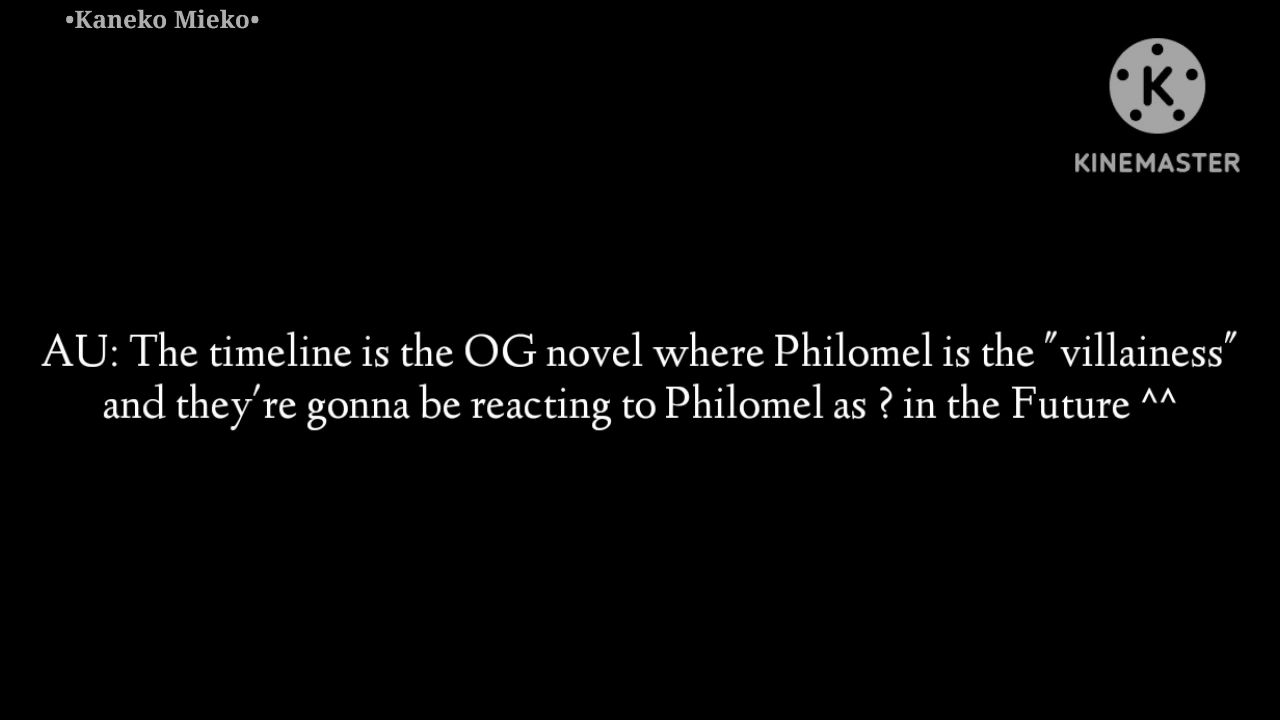 •Kaneko Mieko•
K
KINEMASTER
AU: The timeline is the OG novel where Philomel is the "villainess"
and they're gonna be reacting to Philomel as ? in the Future ^^